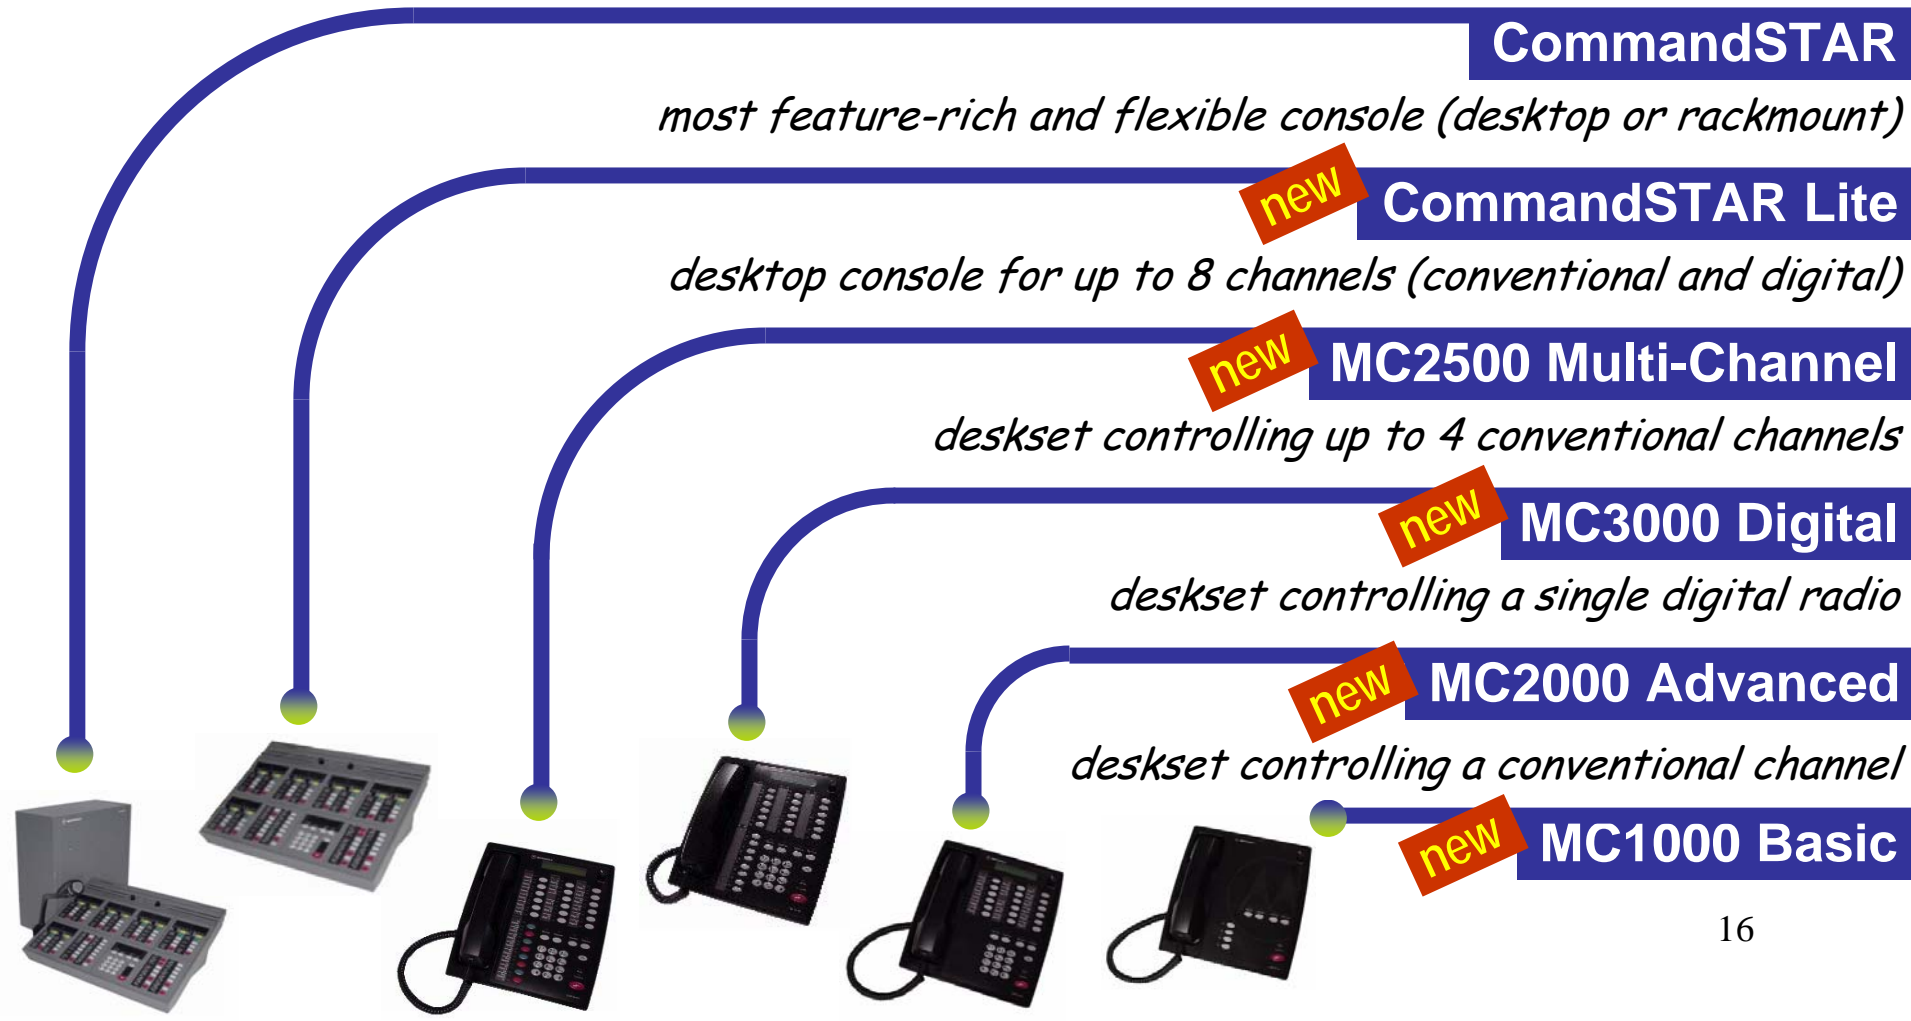 CommandSTAR
most feature-rich and flexible console (desktop or rackmount)
new
CommandSTAR Lite
desktop console for up to 8 channels (conventional and digital)
new
MC2500 Multi-Channel
deskset controlling up to 4 conventional channels
new
MC3000 Digital
deskset controlling a single digital radio
new
MC2000 Advanced
deskset controlling a conventional channel
new
MC1000 Basic
16